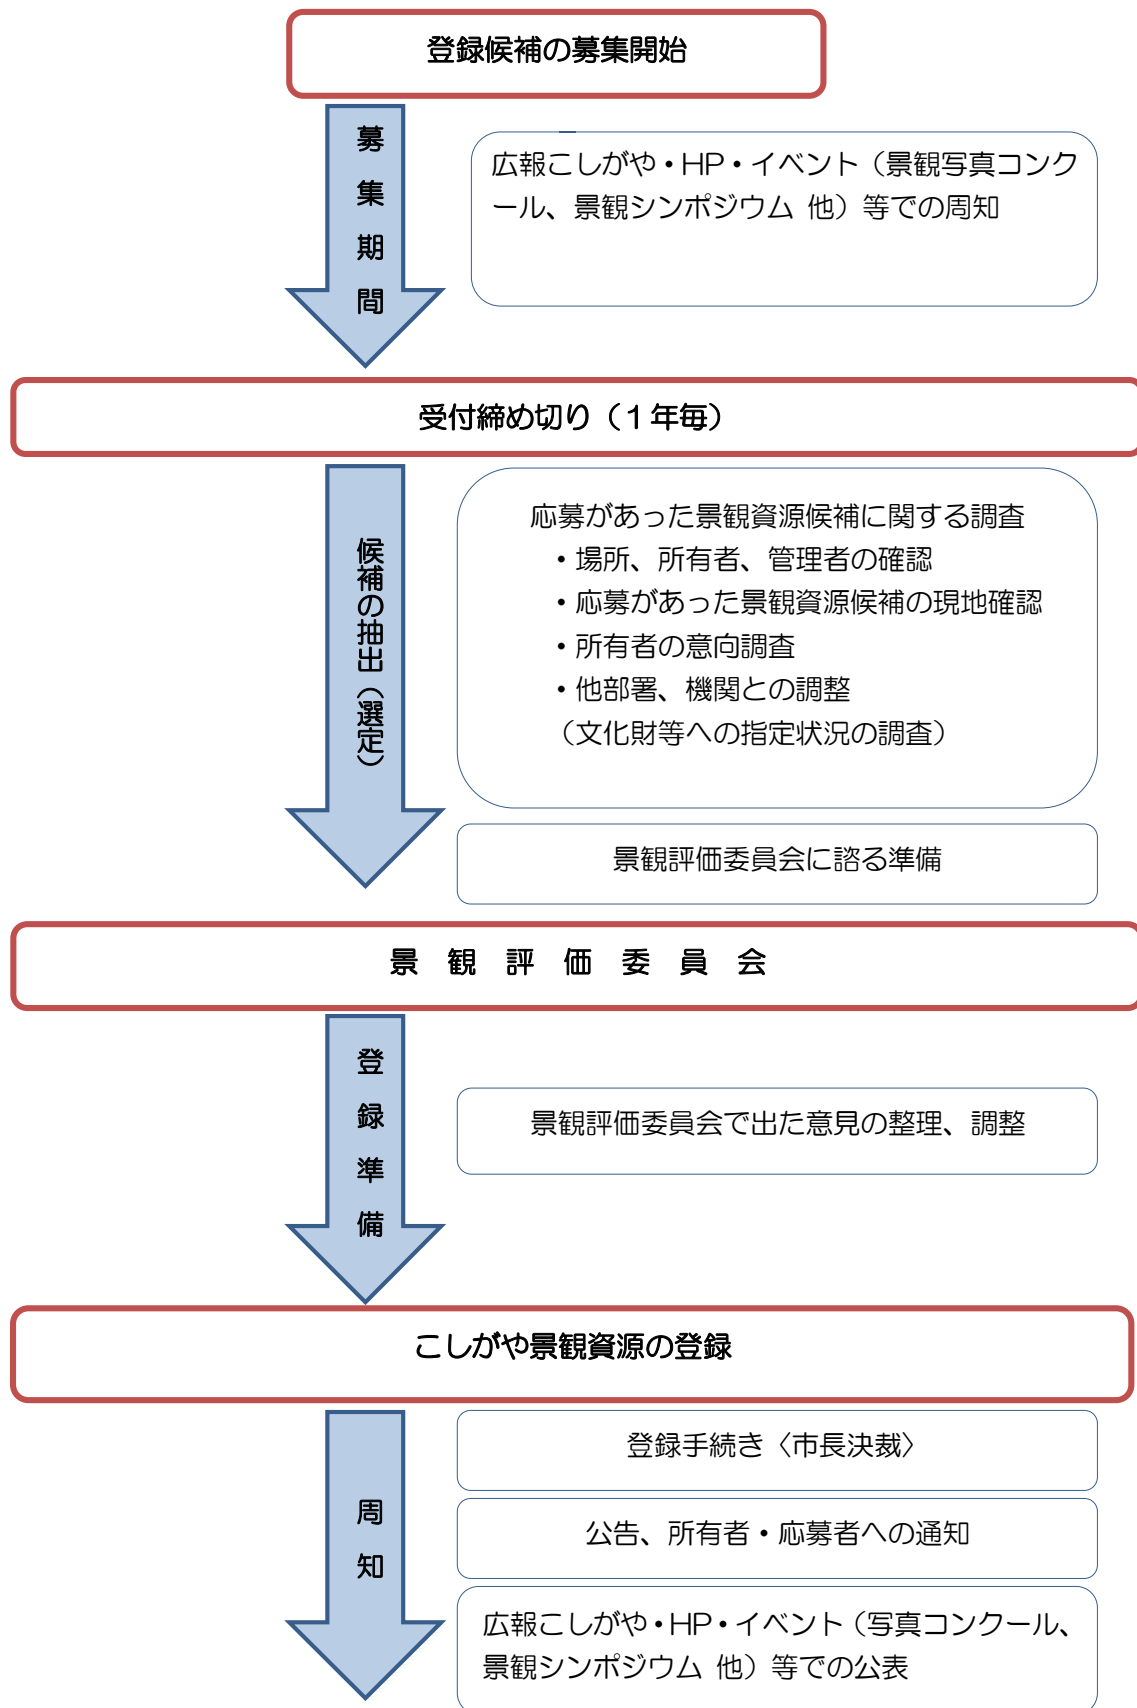 登録候補の募集開始
募集期間
広報こしがや・HP・イベント（景観写真コンク
ール、景観シンポジウム 他）等での周知
受付締め切り（１年毎）
候補の抽出（選定）
応募があった景観資源候補に関する調査
・場所、所有者、管理者の確認
・応募があった景観資源候補の現地確認
・所有者の意向調査
・他部署、機関との調整
（文化財等への指定状況の調査）
景観評価委員会に諮る準備
景 観 評 価 委 員 会
登録準備
景観評価委員会で出た意見の整理、調整
こしがや景観資源の登録
周知
登録手続き〈市長決裁〉
公告、所有者・応募者への通知
広報こしがや・HP・イベント（写真コンクール、
景観シンポジウム 他）等での公表